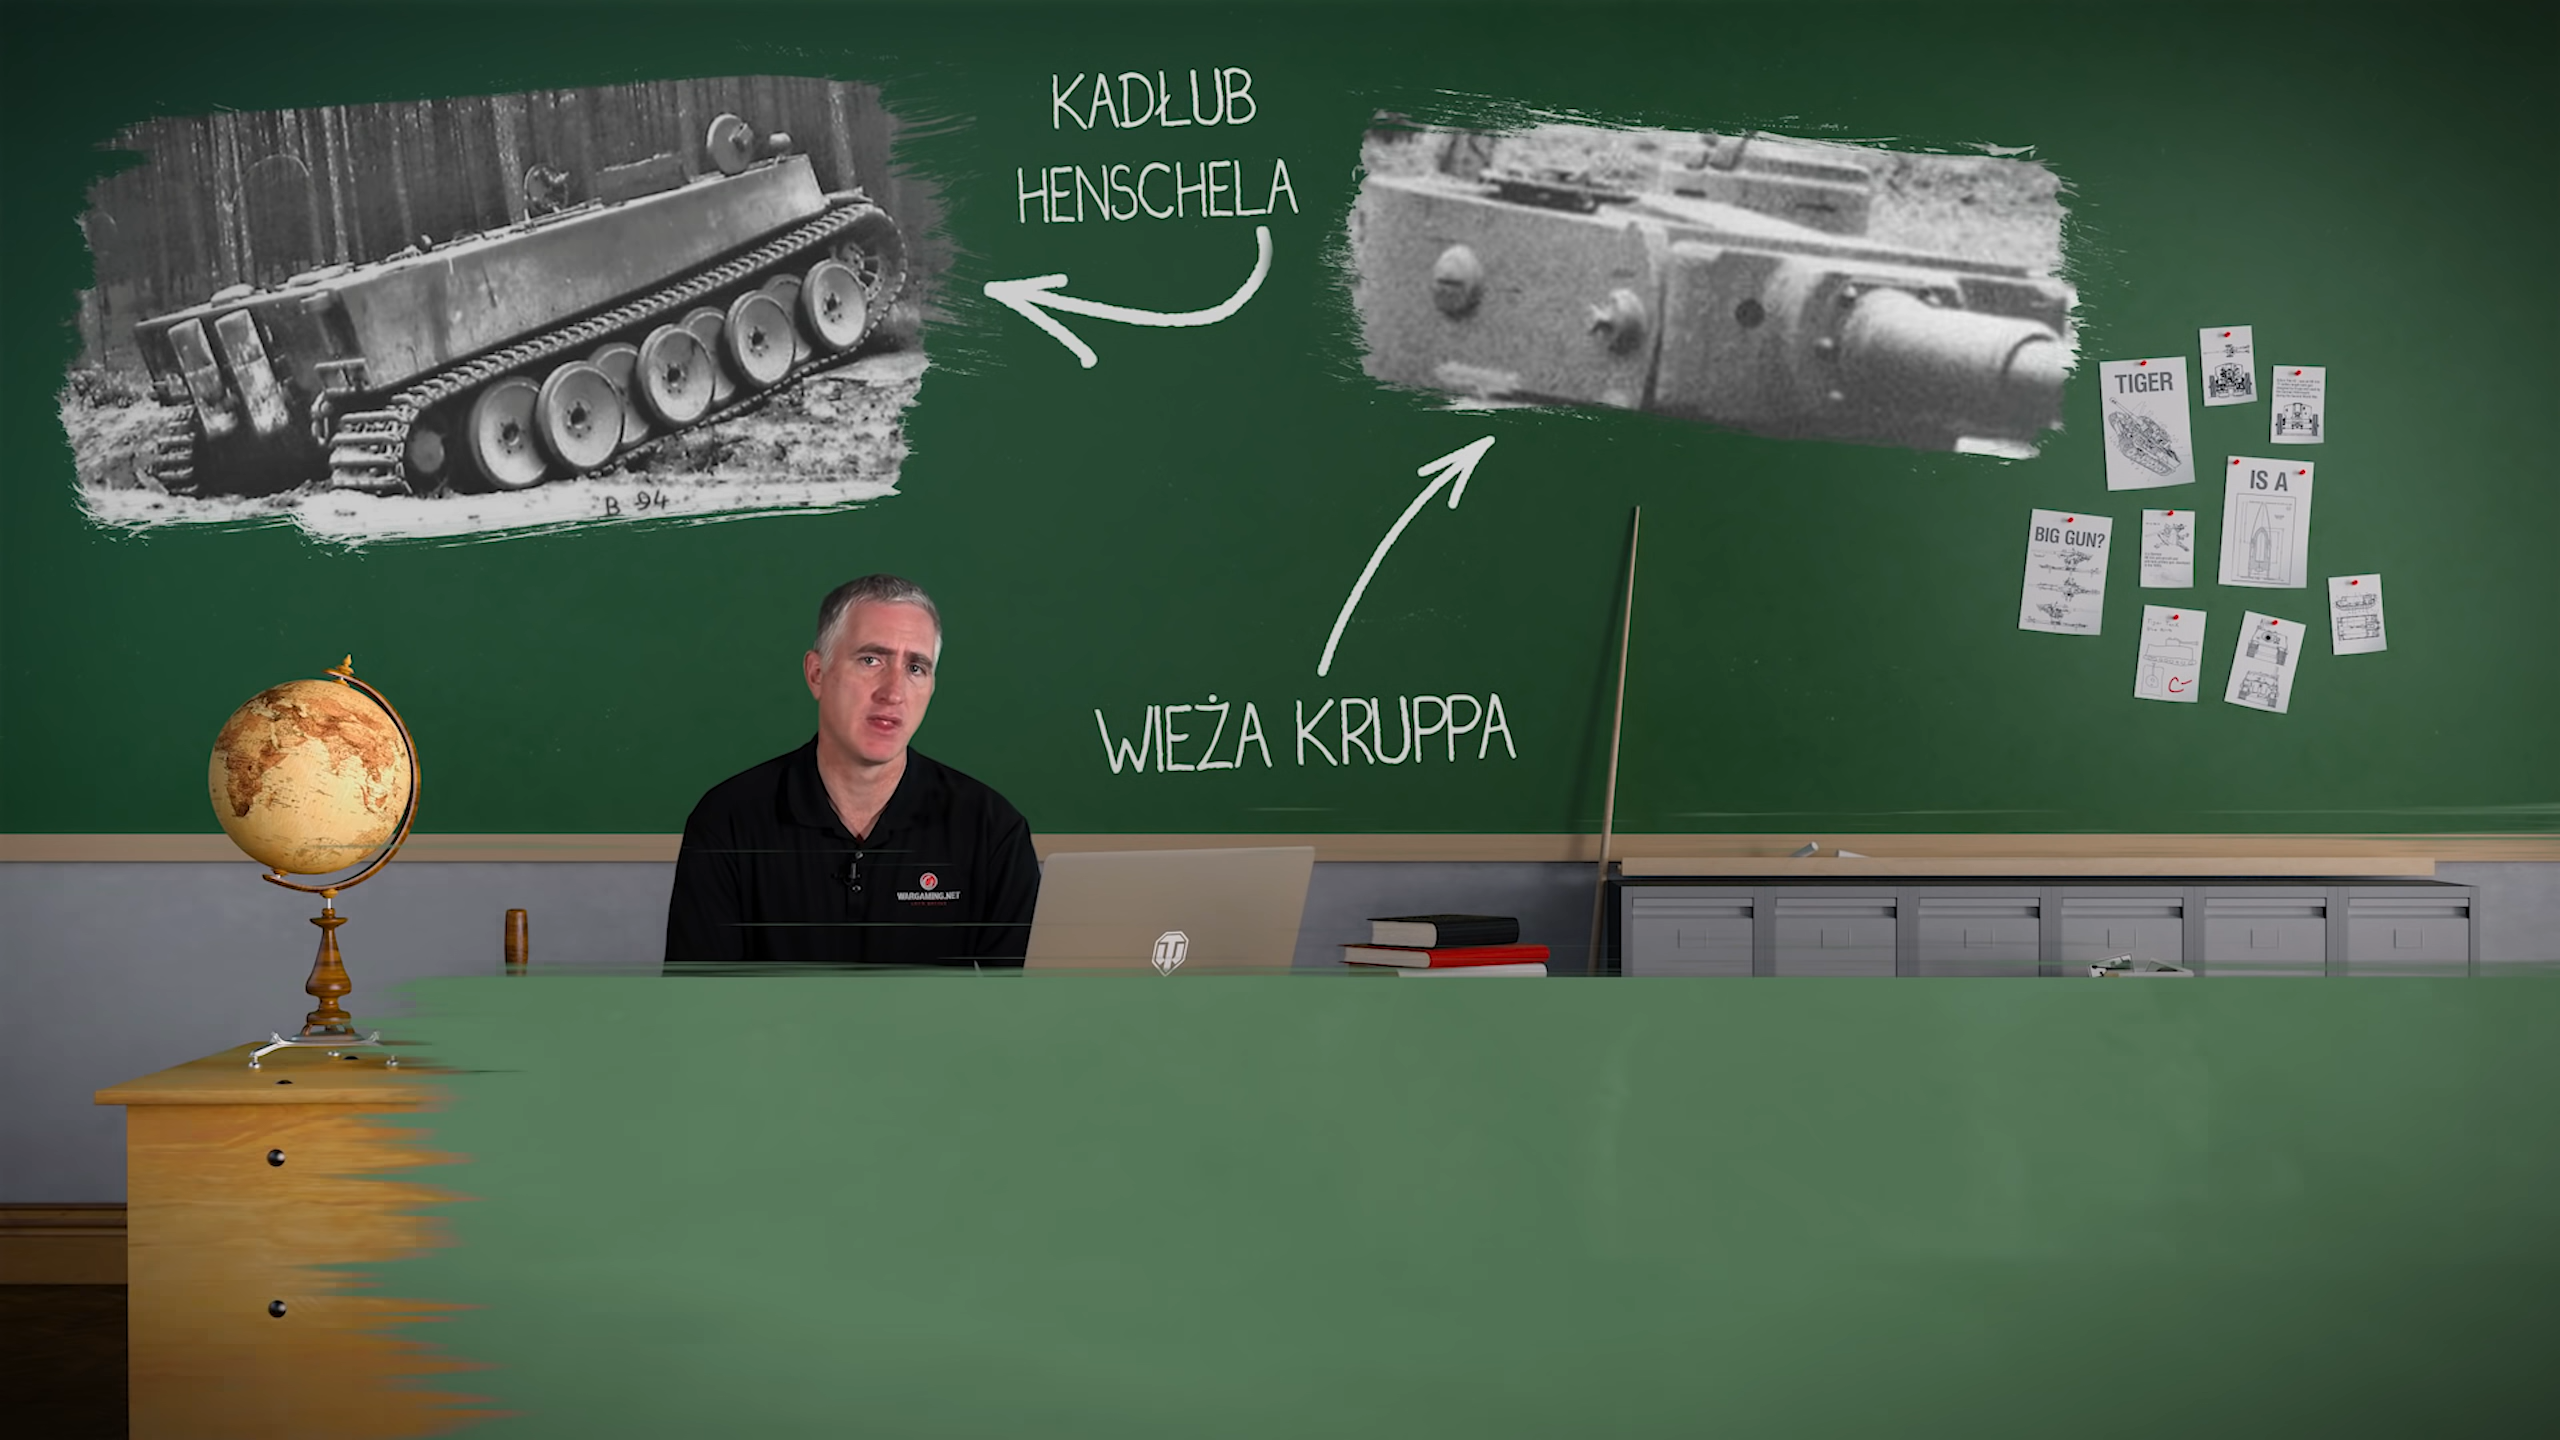 KADŁUB
HENSCHELA
B 94
TIGER
IS A
BIG GUN?
C-
WIEŻA KRUPPA
WARGAMING.NET